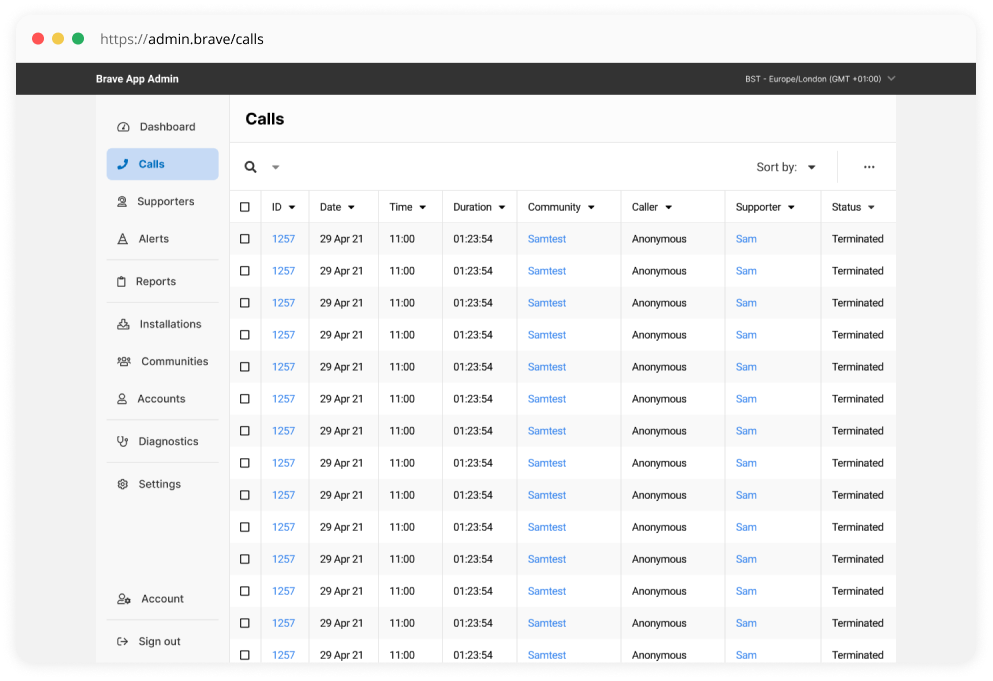 https://admin.brave/calls
Brave App Admin BST - Europe/London (GMT +01:00)
Dashboard
Calls
Supporters
Alerts
Reports
Installations
Communities
Accounts
Diagnostics
Settings
Account
Sign out
Calls
Sort by:
ID Date Time Duration Community Caller Supporter Status
1257 29 Apr 21 11:00 01:23:54 Samtest Anonymous Sam Terminated
1257 29 Apr 21 11:00 01:23:54 Samtest Anonymous Sam Terminated
1257 29 Apr 21 11:00 01:23:54 Samtest Anonymous Sam Terminated
1257 29 Apr 21 11:00 01:23:54 Samtest Anonymous Sam Terminated
1257 29 Apr 21 11:00 01:23:54 Samtest Anonymous Sam Terminated
1257 29 Apr 21 11:00 01:23:54 Samtest Anonymous Sam Terminated
1257 29 Apr 21 11:00 01:23:54 Samtest Anonymous Sam Terminated
1257 29 Apr 21 11:00 01:23:54 Samtest Anonymous Sam Terminated
1257 29 Apr 21 11:00 01:23:54 Samtest Anonymous Sam Terminated
1257 29 Apr 21 11:00 01:23:54 Samtest Anonymous Sam Terminated
1257 29 Apr 21 11:00 01:23:54 Samtest Anonymous Sam Terminated
1257 29 Apr 21 11:00 01:23:54 Samtest Anonymous Sam Terminated
1257 29 Apr 21 11:00 01:23:54 Samtest Anonymous Sam Terminated
1257 29 Apr 21 11:00 01:23:54 Samtest Anonymous Sam Terminated